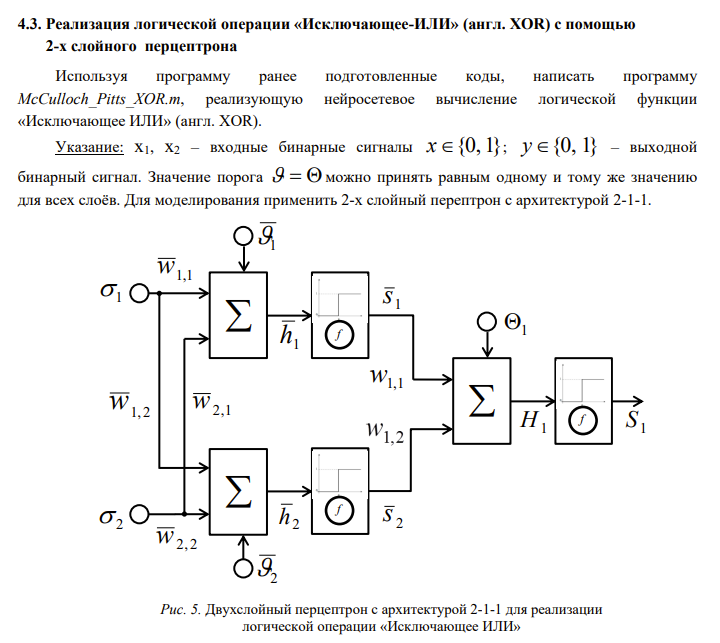 4.3. Реализация логической операции «Исключающее-ИЛИ» (англ. XOR) с помощью
2-х слойного перцептрона
Используя программу ранее подготовленные коды, написать программу
McCulloch_Pitts_XOR.m, реализующую нейросетевое вычисление логической функции
«Исключающее ИЛИ» (англ. XOR).
Указание: x₁, x₂ – входные бинарные сигналы x ∈ {0, 1}; y ∈ {0, 1} – выходной
бинарный сигнал. Значение порога ϑ = Θ можно принять равным одному и тому же значению
для всех слоёв. Для моделирования применить 2-х слойный перептрон с архитектурой 2-1-1.
ϑ̅₁
w̅₁,₁
σ₁
Σ
h̅₁
f
s̅₁
Θ₁
w₁,₁
w̅₁,₂
w̅₂,₁
Σ
H₁
f
S₁
w₁,₂
Σ
h̅₂
f
s̅₂
σ₂
w̅₂,₂
ϑ̅₂
Рис. 5. Двухслойный перцептрон с архитектурой 2-1-1 для реализации
логической операции «Исключающее ИЛИ»